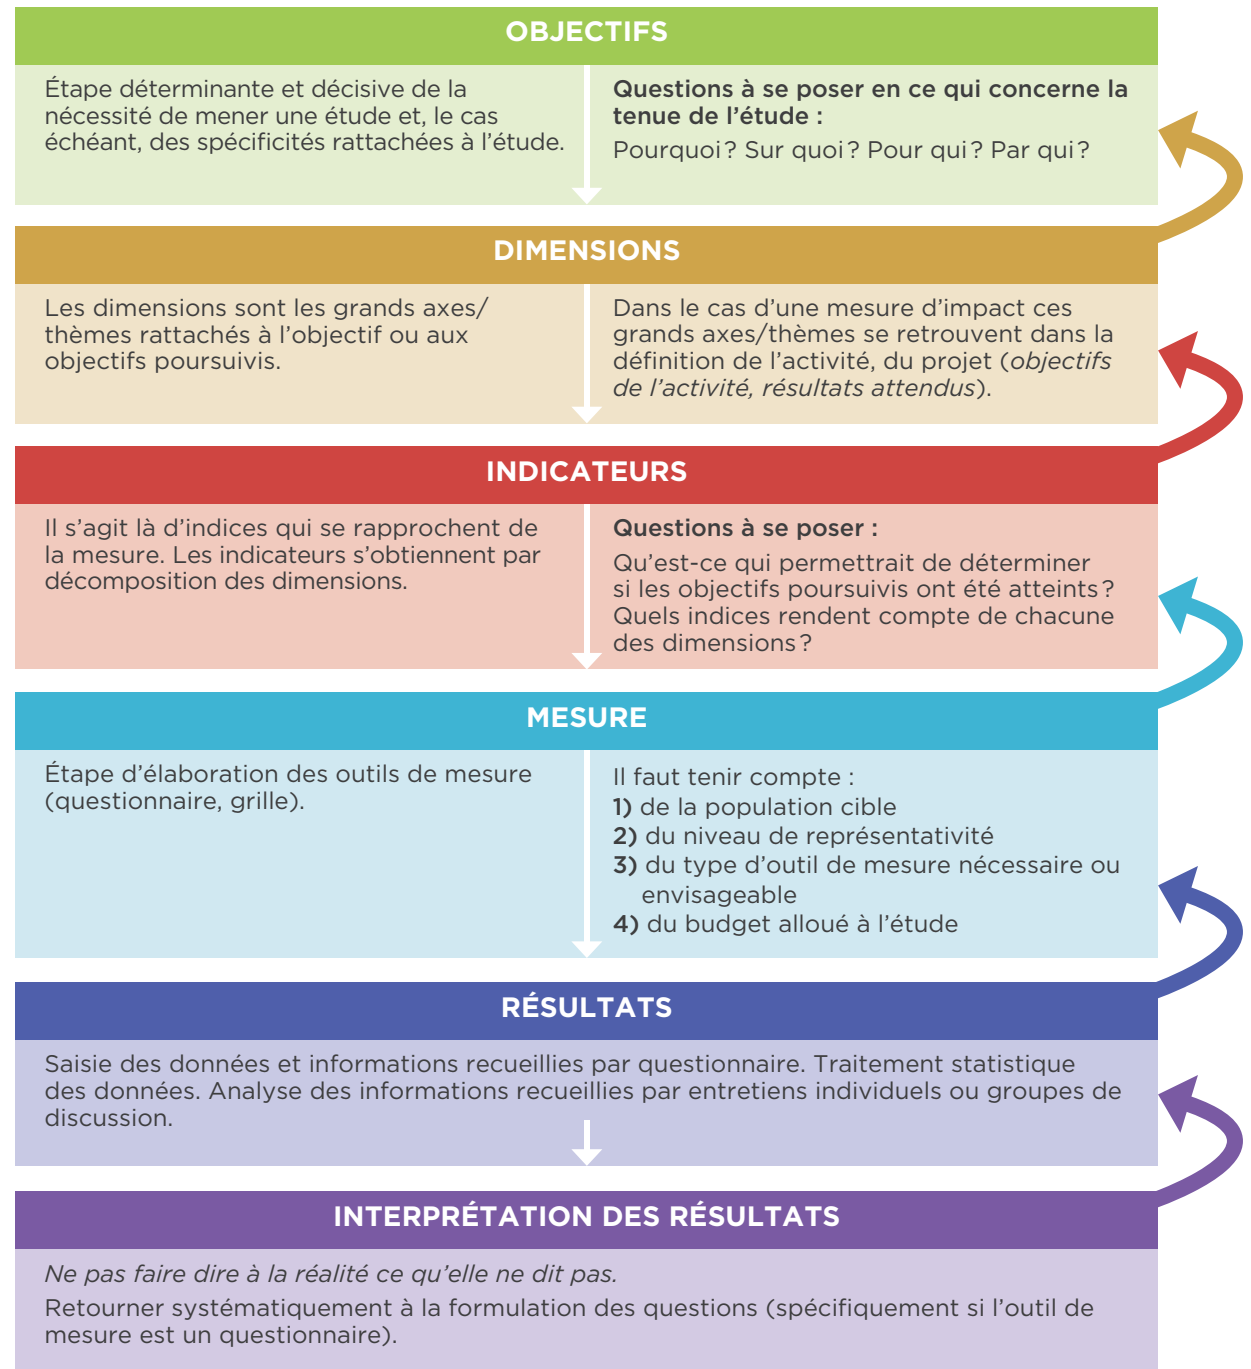 OBJECTIFS
Étape déterminante et décisive de la
nécessité de mener une étude et, le cas
échéant, des spécificités rattachées à l’étude.
Questions à se poser en ce qui concerne la
tenue de l’étude :
Pourquoi ? Sur quoi ? Pour qui ? Par qui ?
DIMENSIONS
Les dimensions sont les grands axes/
thèmes rattachés à l’objectif ou aux
objectifs poursuivis.
Dans le cas d’une mesure d’impact ces
grands axes/thèmes se retrouvent dans la
définition de l’activité, du projet (objectifs
de l’activité, résultats attendus).
INDICATEURS
Il s’agit là d’indices qui se rapprochent de
la mesure. Les indicateurs s’obtiennent par
décomposition des dimensions.
Questions à se poser :
Qu’est-ce qui permettrait de déterminer
si les objectifs poursuivis ont été atteints ?
Quels indices rendent compte de chacune
des dimensions ?
MESURE
Étape d’élaboration des outils de mesure
(questionnaire, grille).
Il faut tenir compte :
1) de la population cible
2) du niveau de représentativité
3) du type d’outil de mesure nécessaire ou
envisageable
4) du budget alloué à l’étude
RÉSULTATS
Saisie des données et informations recueillies par questionnaire. Traitement statistique
des données. Analyse des informations recueillies par entretiens individuels ou groupes de
discussion.
INTERPRÉTATION DES RÉSULTATS
Ne pas faire dire à la réalité ce qu’elle ne dit pas.
Retourner systématiquement à la formulation des questions (spécifiquement si l’outil de
mesure est un questionnaire).